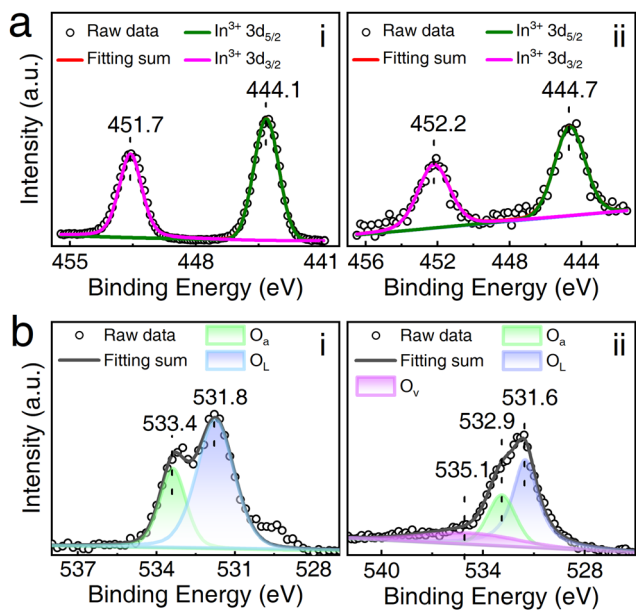 a
Raw data
In³⁺ 3d₅/₂
i
Fitting sum
In³⁺ 3d₃/₂
451.7
444.1
Intensity (a.u.)
455
448
441
Binding Energy (eV)
Raw data
In³⁺ 3d₅/₂
ii
Fitting sum
In³⁺ 3d₃/₂
452.2
444.7
456
452
448
444
Binding Energy (eV)
b
Raw data
Oₐ
i
Fitting sum
O_L
533.4
531.8
Intensity (a.u.)
537
534
531
528
Binding Energy (eV)
Raw data
Oₐ
ii
Fitting sum
O_L
Oᵥ
531.6
532.9
535.1
540
534
528
Binding Energy (eV)